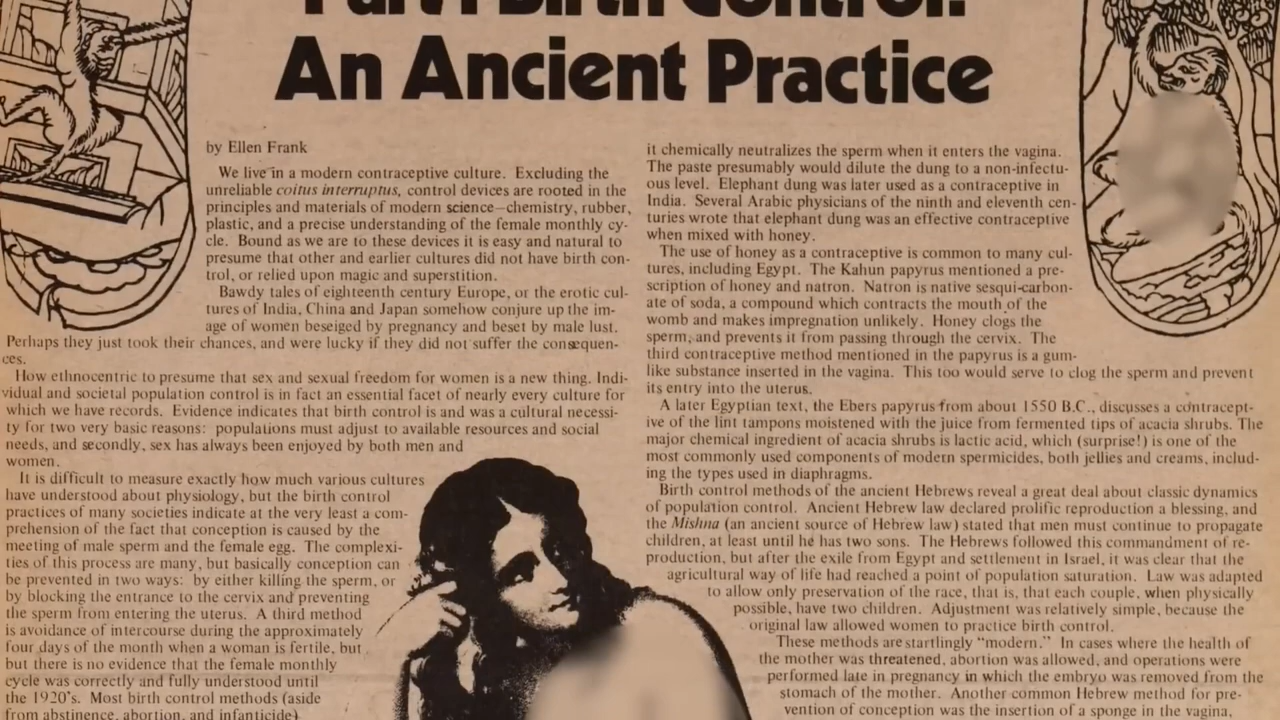 Part I Birth Control:
An Ancient Practice
by Ellen Frank
We live in a modern contraceptive culture. Excluding the
unreliable coitus interruptus, control devices are rooted in the
principles and materials of modern science—chemistry, rubber,
plastic, and a precise understanding of the female monthly cy-
cle. Bound as we are to these devices it is easy and natural to
presume that other and earlier cultures did not have birth con-
trol, or relied upon magic and superstition.
Bawdy tales of eighteenth century Europe, or the erotic cul-
tures of India, China and Japan somehow conjure up the im-
age of women beseiged by pregnancy and beset by male lust.
Perhaps they just took their chances, and were lucky if they did not suffer the consequen-
ces.
How ethnocentric to presume that sex and sexual freedom for women is a new thing. Indi-
vidual and societal population control is in fact an essential facet of nearly every culture for
which we have records. Evidence indicates that birth control is and was a cultural necessi-
ty for two very basic reasons: populations must adjust to available resources and social
needs, and secondly, sex has always been enjoyed by both men and
women.
It is difficult to measure exactly how much various cultures
have understood about physiology, but the birth control
practices of many societies indicate at the very least a com-
prehension of the fact that conception is caused by the
meeting of male sperm and the female egg. The complexi-
ties of this process are many, but basically conception can
be prevented in two ways: by either killing the sperm, or
by blocking the entrance to the cervix and preventing
the sperm from entering the uterus. A third method
is avoidance of intercourse during the approximately
four days of the month when a woman is fertile, but
but there is no evidence that the female monthly
cycle was correctly and fully understood until
the 1920's. Most birth control methods (aside
from abstinence, abortion, and infanticide)
it chemically neutralizes the sperm when it enters the vagina.
The paste presumably would dilute the dung to a non-infectu-
ous level. Elephant dung was later used as a contraceptive in
India. Several Arabic physicians of the ninth and eleventh cen-
turies wrote that elephant dung was an effective contraceptive
when mixed with honey.
The use of honey as a contraceptive is common to many cul-
tures, including Egypt. The Kahun papyrus mentioned a pre-
scription of honey and natron. Natron is native sesqui-carbon-
ate of soda, a compound which contracts the mouth of the
womb and makes impregnation unlikely. Honey clogs the
sperm, and prevents it from passing through the cervix. The
third contraceptive method mentioned in the papyrus is a gum-
like substance inserted in the vagina. This too would serve to clog the sperm and prevent
its entry into the uterus.
A later Egyptian text, the Ebers papyrus from about 1550 B.C., discusses a contracept-
ive of the lint tampons moistened with the juice from fermented tips of acacia shrubs. The
major chemical ingredient of acacia shrubs is lactic acid, which (surprise!) is one of the
most commonly used components of modern spermicides, both jellies and creams, includ-
ing the types used in diaphragms.
Birth control methods of the ancient Hebrews reveal a great deal about classic dynamics
of population control. Ancient Hebrew law declared prolific reproduction a blessing, and
the Mishna (an ancient source of Hebrew law) stated that men must continue to propagate
children, at least until he has two sons. The Hebrews followed this commandment of re-
production, but after the exile from Egypt and settlement in Israel, it was clear that the
agricultural way of life had reached a point of population saturation. Law was adapted
to allow only preservation of the race, that is, that each couple, when physically
possible, have two children. Adjustment was relatively simple, because the
original law allowed women to practice birth control.
These methods are startlingly "modern." In cases where the health of
the mother was threatened, abortion was allowed, and operations were
performed late in pregnancy in which the embryo was removed from the
stomach of the mother. Another common Hebrew method for pre-
vention of conception was the insertion of a sponge in the vagina.